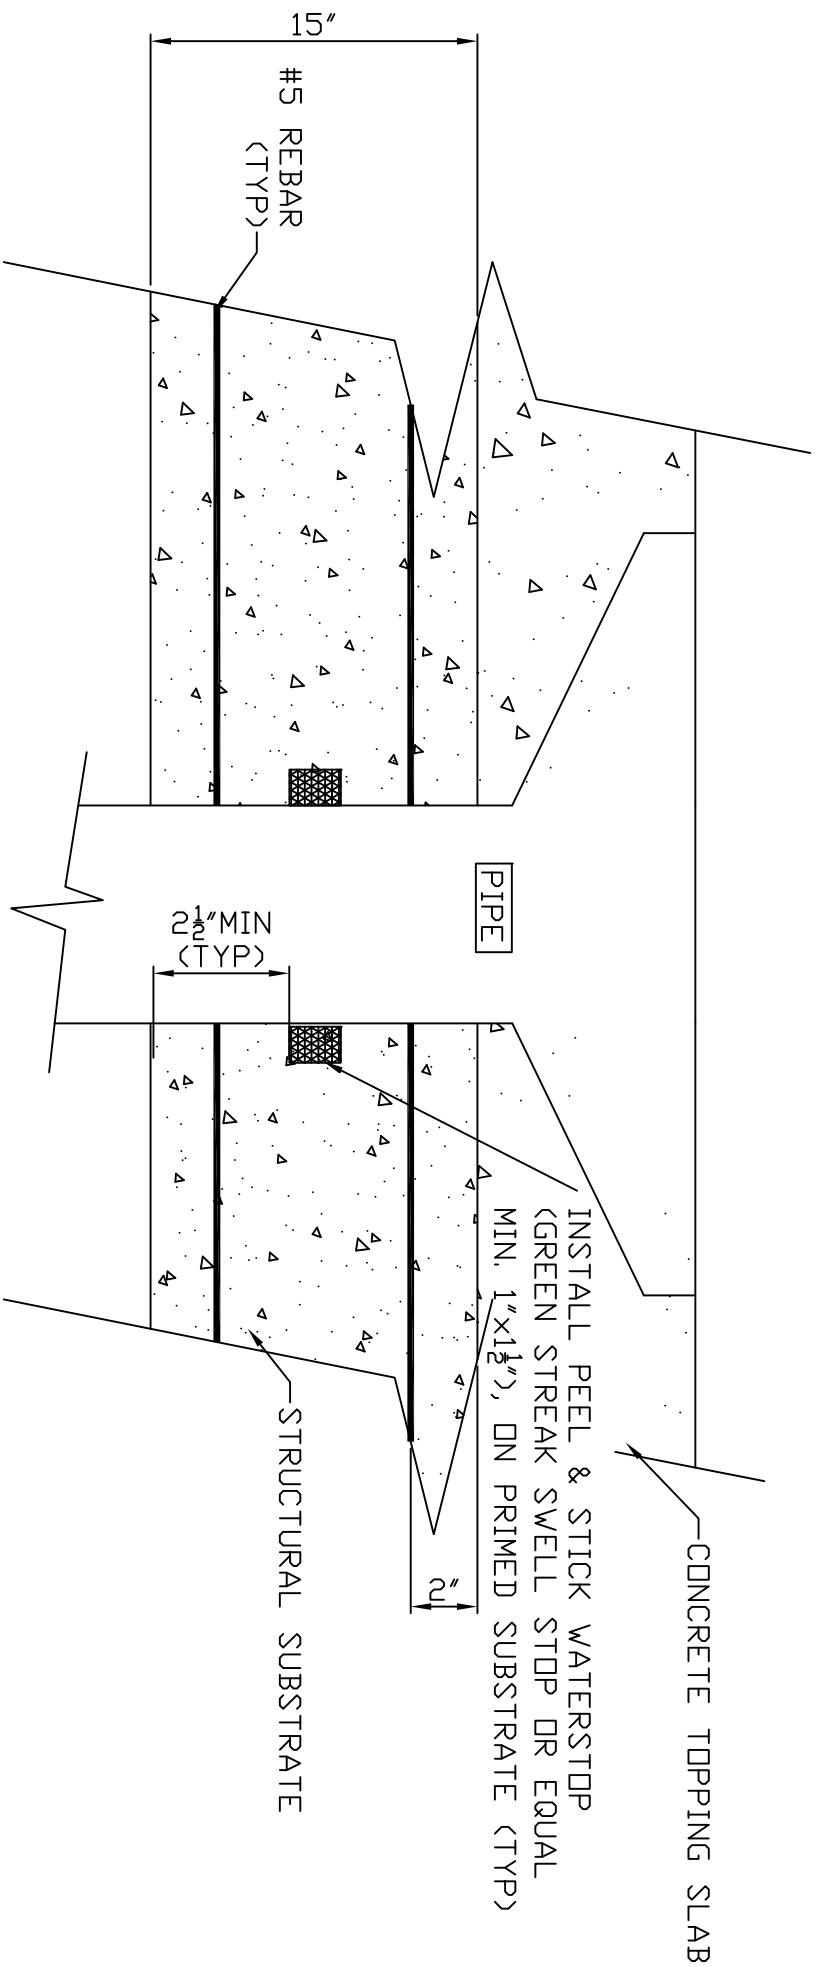 15"
#5 REBAR
(TYP)
PIPE
2½"MIN
(TYP)
INSTALL PEEL & STICK WATERSTOP
(GREEN STREAK SWELL STOP OR EQUAL
MIN. 1"x1½"), ON PRIMED SUBSTRATE (TYP)
CONCRETE TOPPING SLAB
2"
STRUCTURAL SUBSTRATE